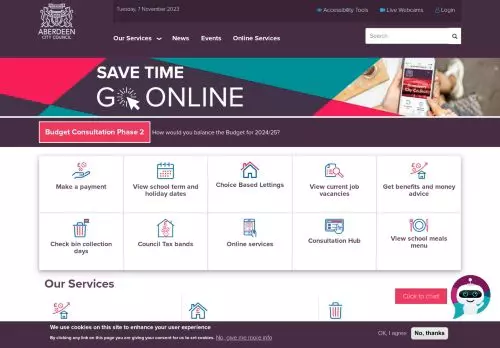 Tuesday, 7 November 2023
Accessibility Tools
Live Webcams
Login
ABERDEEN
CITY COUNCIL
Our Services
News
Events
Online Services
Search
SAVE TIME
GO ONLINE
Budget Consultation Phase 2
How would you balance the Budget for 2024/25?
Make a payment
View school term and
holiday dates
Choice Based Lettings
View current job
vacancies
Get benefits and money
advice
Check bin collection
days
Council Tax bands
Online services
Consultation Hub
View school meals
menu
Our Services
Click to chat
We use cookies on this site to enhance your user experience
By clicking any link on this page you are giving your consent for us to set cookies. No, give me more info
OK, I agree
No, thanks